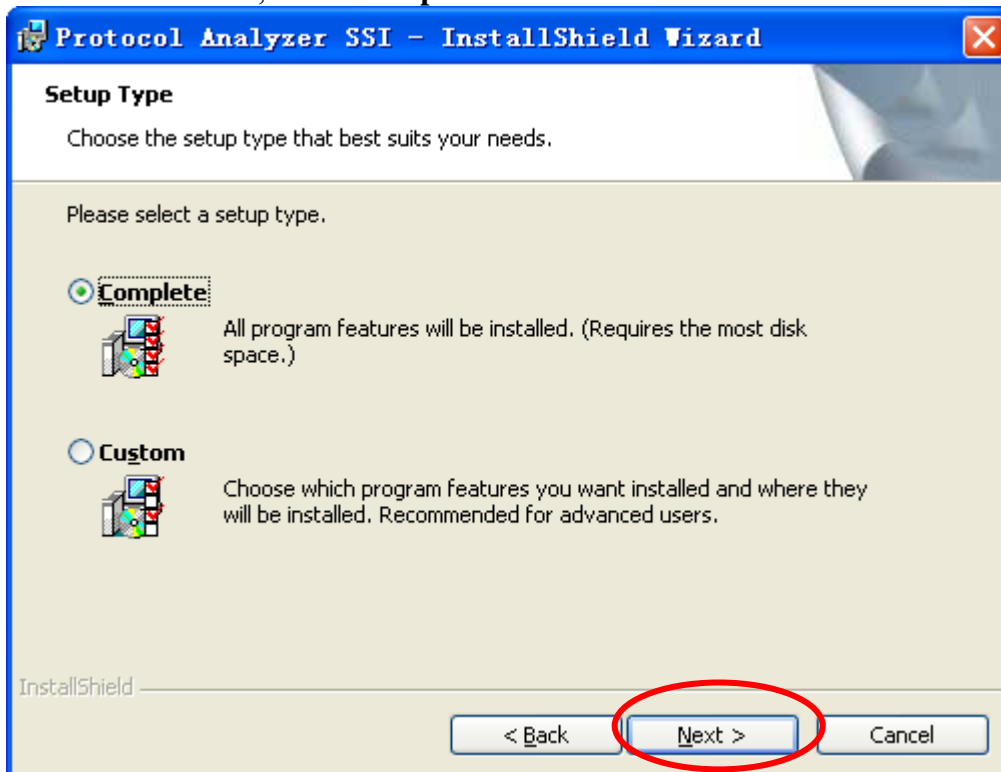 Protocol Analyzer SSI - InstallShield Wizard
Setup Type
Choose the setup type that best suits your needs.
Please select a setup type.
Complete
All program features will be installed. (Requires the most disk
space.)
Custom
Choose which program features you want installed and where they
will be installed. Recommended for advanced users.
InstallShield
< Back
Next >
Cancel